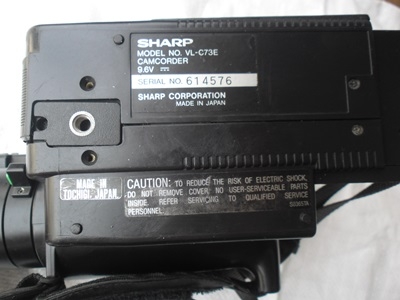 SHARP
MODEL NO. VL-C73E
CAMCORDER
9.6V ⎓
SERIAL NO. 614576
SHARP CORPORATION
MADE IN JAPAN
MADE IN
TOCHIGI, JAPAN
CAUTION: TO REDUCE THE RISK OF ELECTRIC SHOCK,
DO NOT REMOVE COVER. NO USER-SERVICEABLE PARTS
INSIDE. REFER SERVICING TO QUALIFIED SERVICE
PERSONNEL.